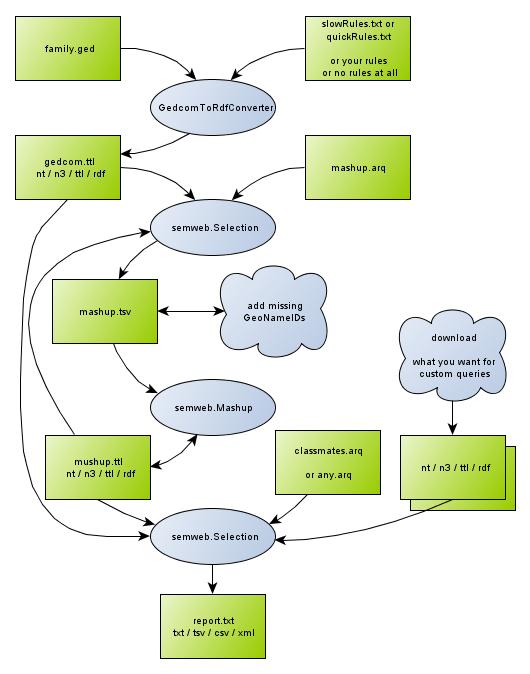 family.ged
slowRules.txt or
quickRules.txt
or your rules
or no rules at all
GedcomToRdfConverter
gedcom.ttl
nt / n3 / ttl / rdf
mashup.arq
semweb.Selection
mashup.tsv
add missing
GeoNameIDs
download
what you want for
custom queries
semweb.Mashup
mushup.ttl
nt / n3 / ttl / rdf
classmates.arq
or any.arq
nt / n3 / ttl / rdf
semweb.Selection
report.txt
txt / tsv / csv / xml